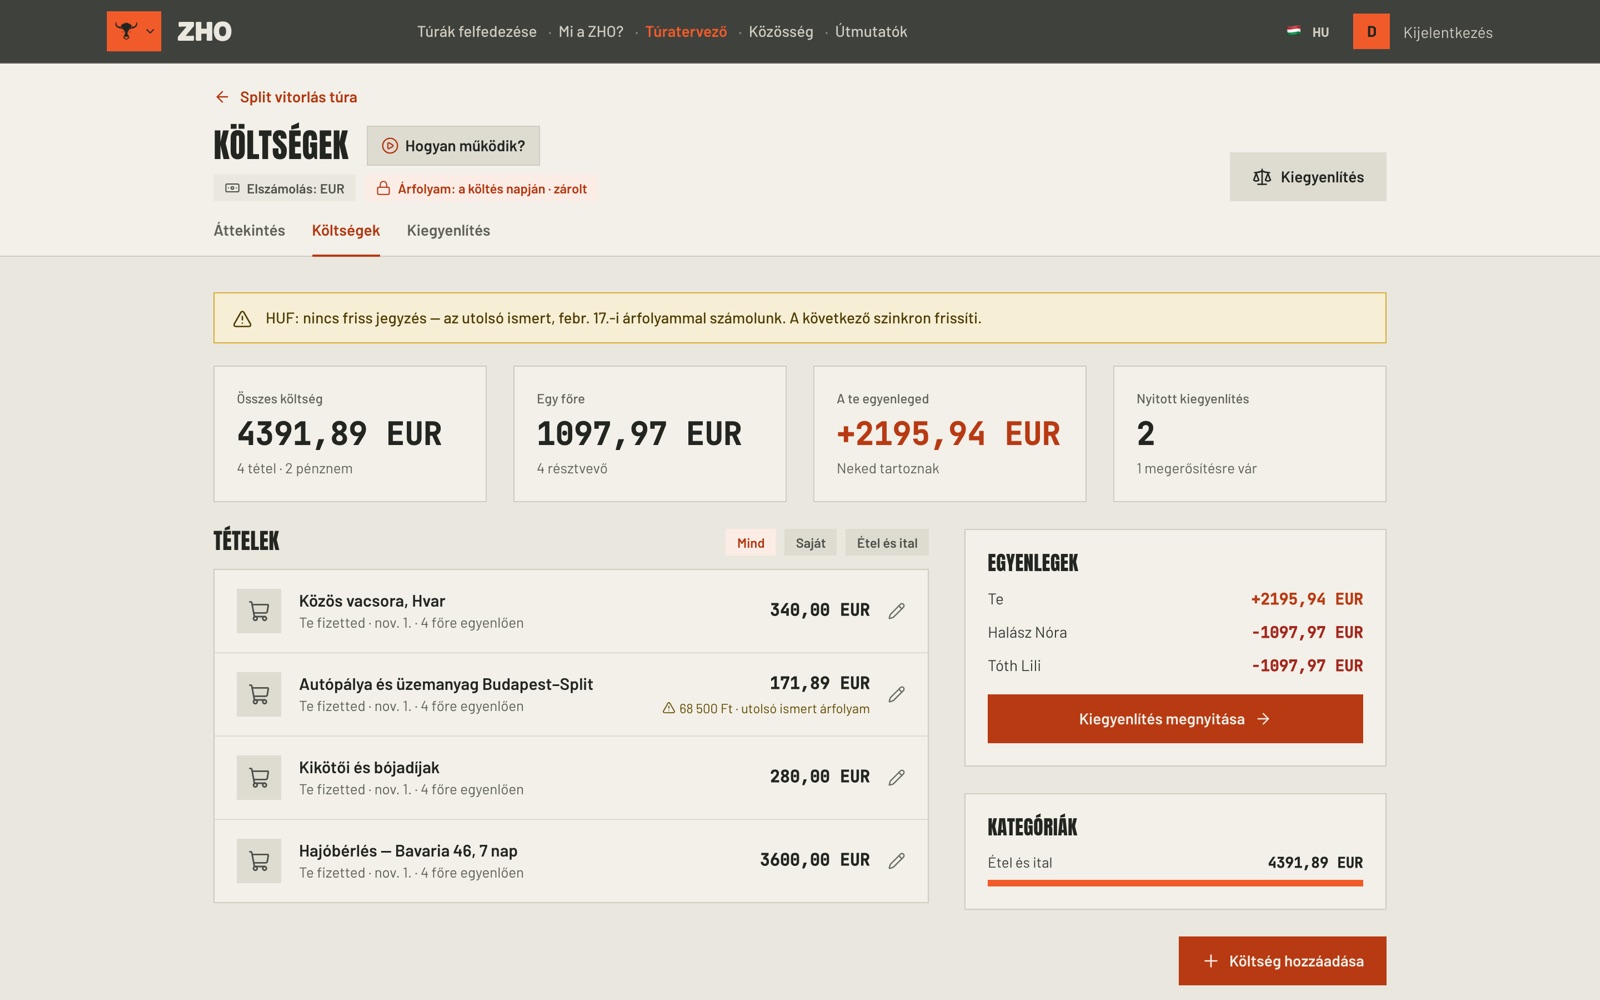 ZHO
Túrák felfedezése · Mi a ZHO? · Túratervező · Közösség · Útmutatók
HU
D
Kijelentkezés
← Split vitorlás túra
KÖLTSÉGEK
Hogyan működik?
Elszámolás: EUR
Árfolyam: a költés napján · zárolt
Kiegyenlítés
Áttekintés
Költségek
Kiegyenlítés
HUF: nincs friss jegyzés — az utolsó ismert, febr. 17.-i árfolyammal számolunk. A következő szinkron frissíti.
Összes költség
4391,89 EUR
4 tétel · 2 pénznem
Egy főre
1097,97 EUR
4 résztvevő
A te egyenleged
+2195,94 EUR
Neked tartoznak
Nyitott kiegyenlítés
2
1 megerősítésre vár
TÉTELEK
Mind
Saját
Étel és ital
Közös vacsora, Hvar
Te fizetted · nov. 1. · 4 főre egyenlően
340,00 EUR
Autópálya és üzemanyag Budapest–Split
Te fizetted · nov. 1. · 4 főre egyenlően
171,89 EUR
68 500 Ft · utolsó ismert árfolyam
Kikötői és bójadíjak
Te fizetted · nov. 1. · 4 főre egyenlően
280,00 EUR
Hajóbérlés — Bavaria 46, 7 nap
Te fizetted · nov. 1. · 4 főre egyenlően
3600,00 EUR
EGYENLEGEK
Te +2195,94 EUR
Halász Nóra -1097,97 EUR
Tóth Lili -1097,97 EUR
Kiegyenlítés megnyitása →
KATEGÓRIÁK
Étel és ital 4391,89 EUR
+ Költség hozzáadása